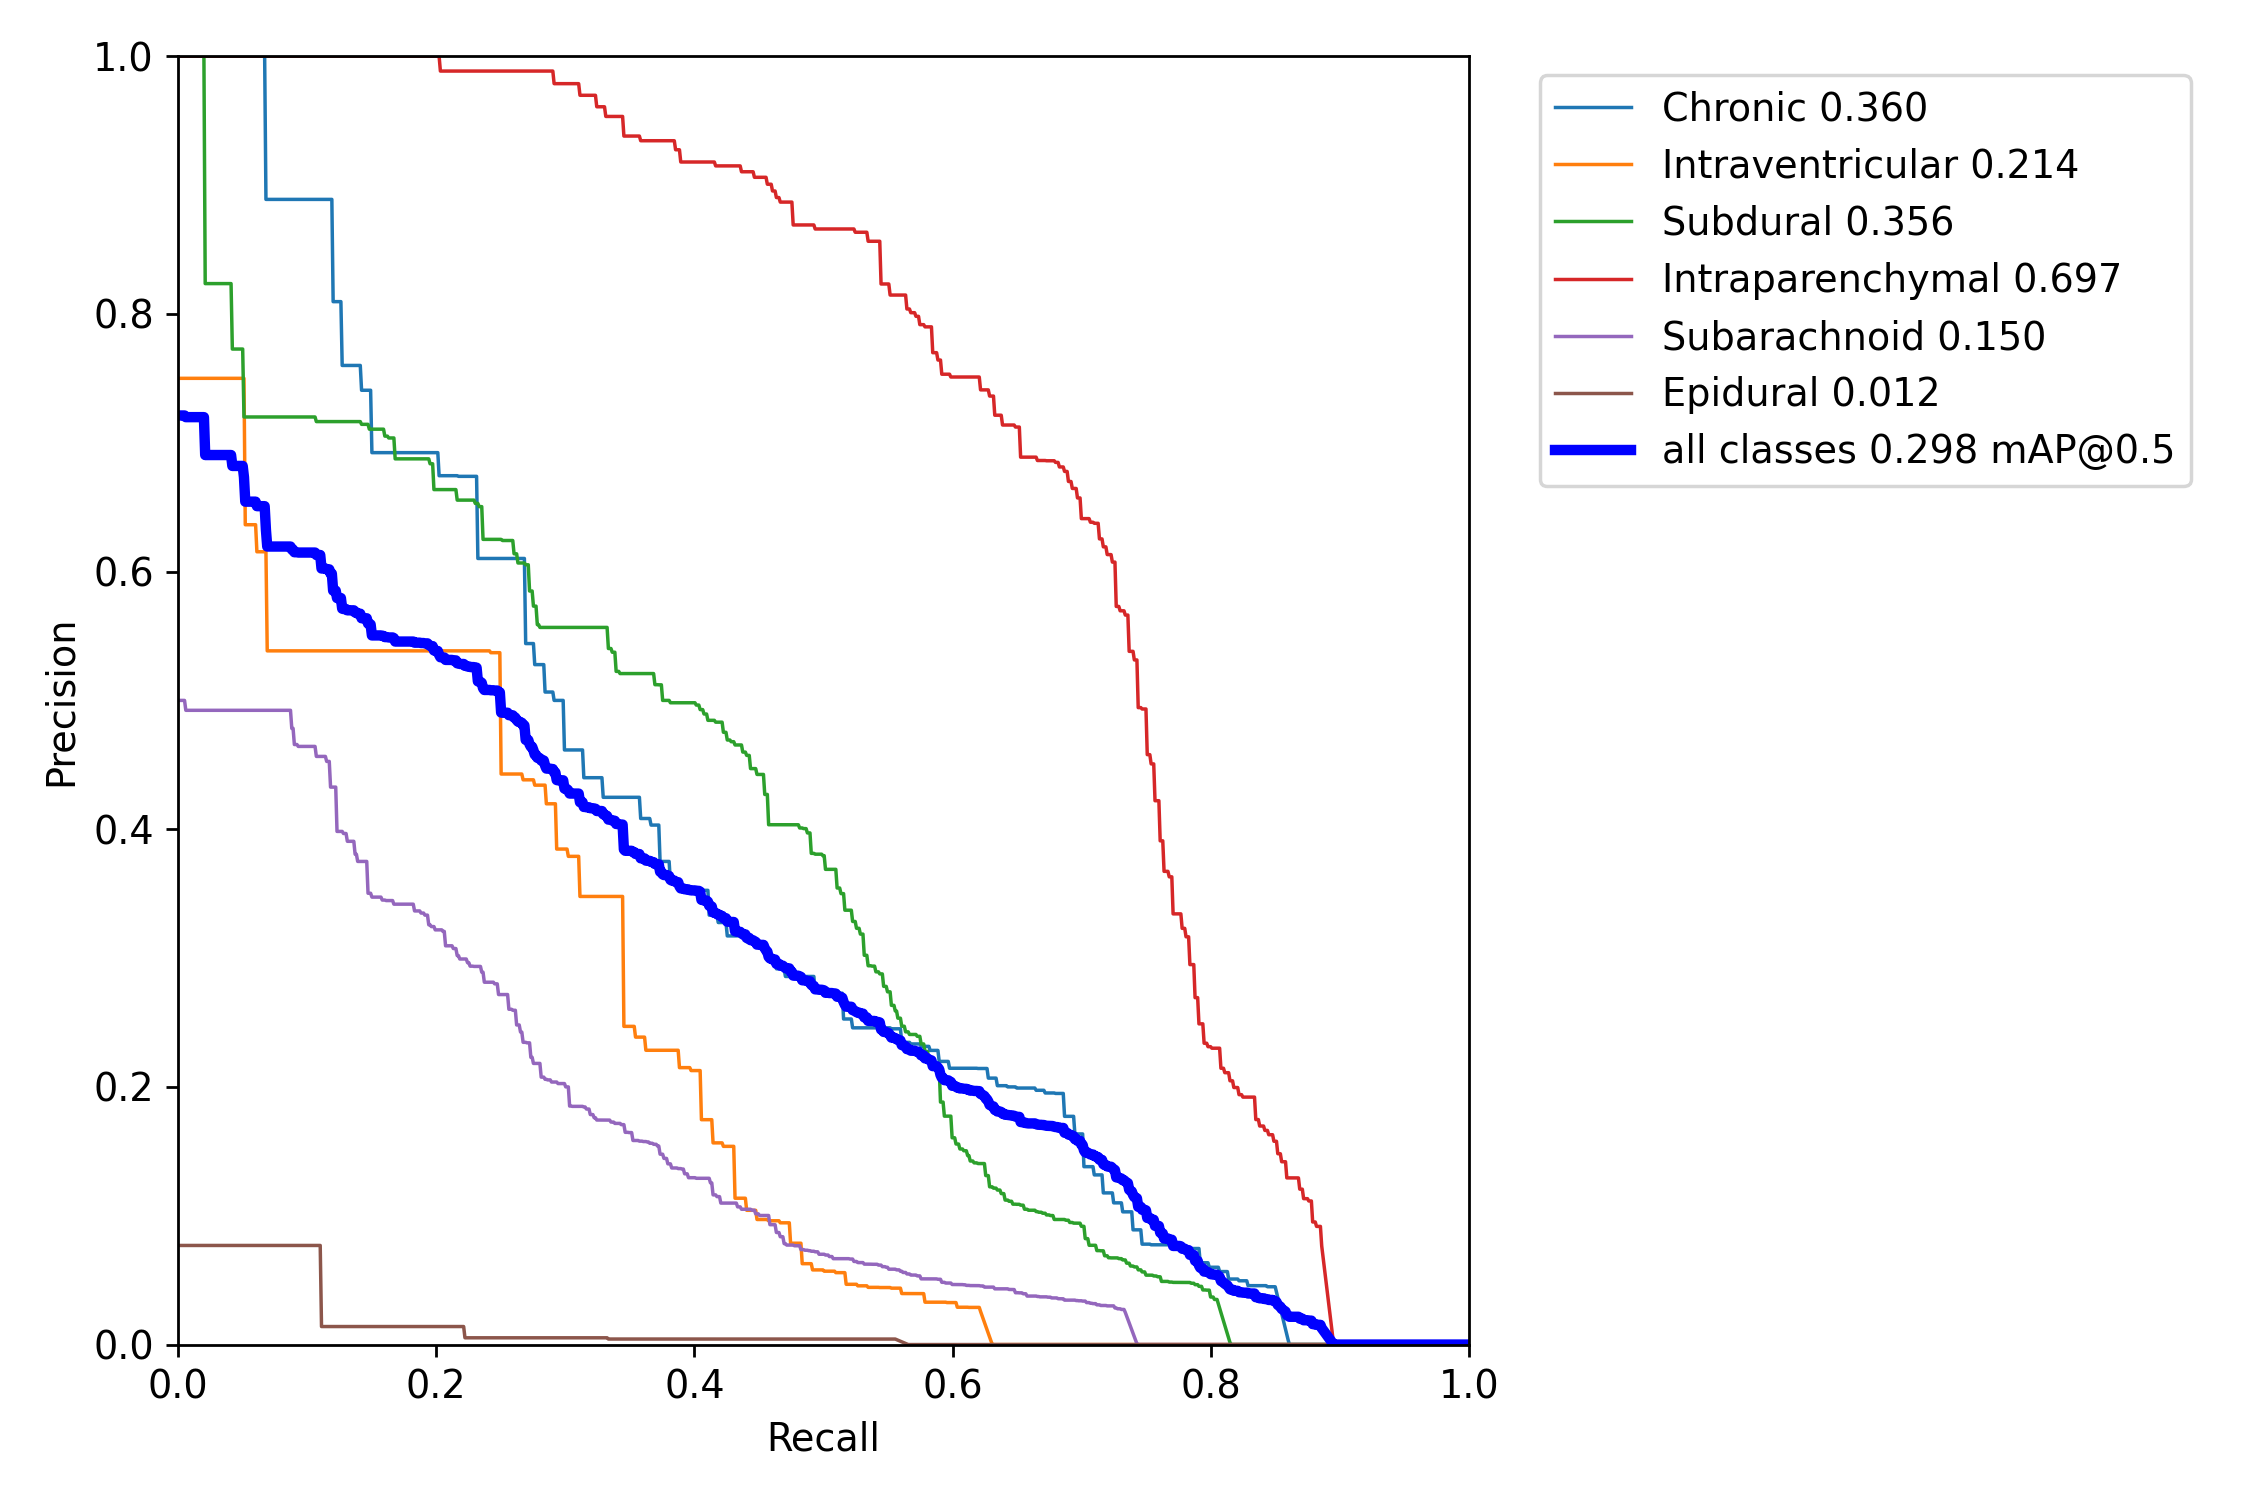 1.0
0.8
0.6
0.4
0.2
0.0
Precision
0.0 0.2 0.4 0.6 0.8 1.0
Recall
Chronic 0.360
Intraventricular 0.214
Subdural 0.356
Intraparenchymal 0.697
Subarachnoid 0.150
Epidural 0.012
all classes 0.298 mAP@0.5